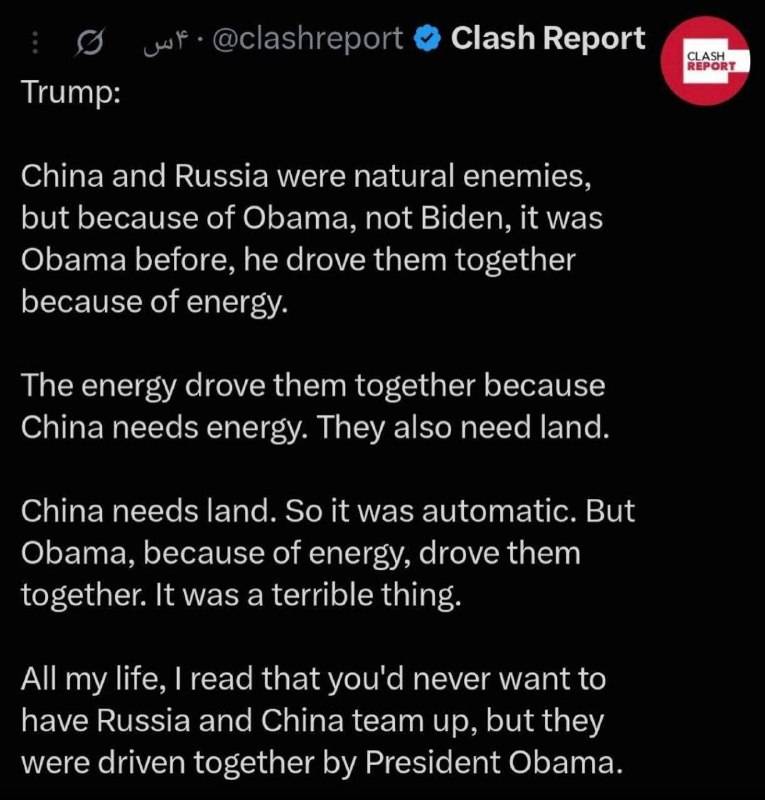 Clash Report @clashreport · ۴س
CLASH
REPORT
Trump:
China and Russia were natural enemies,
but because of Obama, not Biden, it was
Obama before, he drove them together
because of energy.
The energy drove them together because
China needs energy. They also need land.
China needs land. So it was automatic. But
Obama, because of energy, drove them
together. It was a terrible thing.
All my life, I read that you'd never want to
have Russia and China team up, but they
were driven together by President Obama.